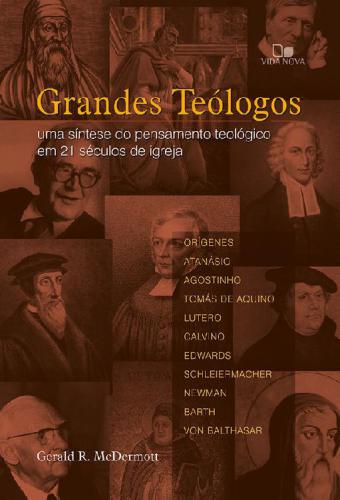 VIDA NOVA
Grandes Teólogos
uma síntese do pensamento teológico
em 21 séculos de igreja
ORÍGENES
ATANÁSIO
AGOSTINHO
TOMÁS DE AQUINO
LUTERO
CALVINO
EDWARDS
SCHLEIERMACHER
NEWMAN
BARTH
VON BALTHASAR
Gerald R. McDermott